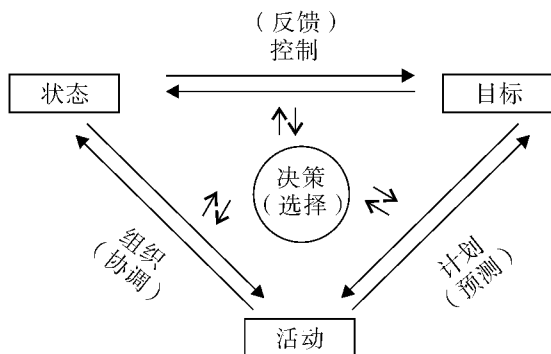 （反馈）
控制
状态
目标
决策
（选择）
组织
（协调）
计划
（预测）
活动